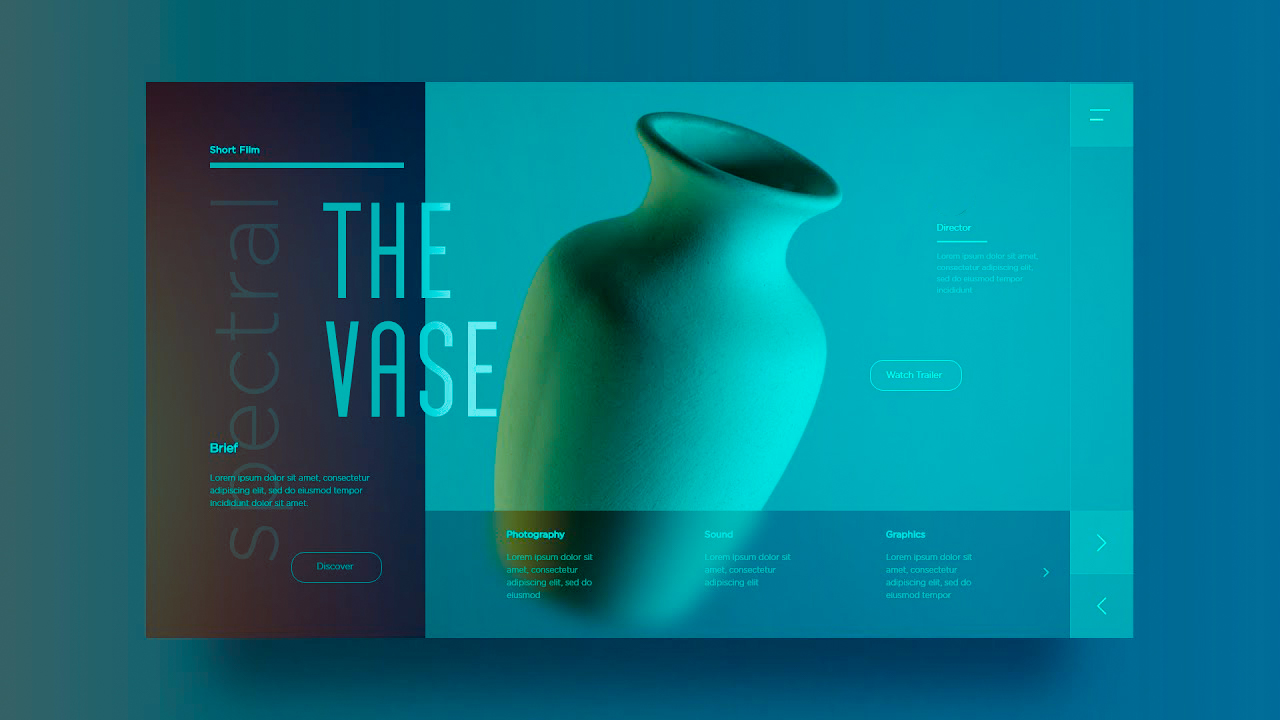 Short Film
spectral
THE
VASE
Brief
Lorem ipsum dolor sit amet, consectetur
adipiscing elit, sed do eiusmod tempor
incididunt dolor sit amet.
Discover
Director
Lorem ipsum dolor sit amet,
consectetur adipiscing elit,
sed do eiusmod temper
incididunt
Watch Trailer
Photography
Lorem ipsum dolor sit
amet, consectetur
adipiscing elit, sed do
eiusmod
Sound
Lorem ipsum dolor sit
amet, consectetur
adipiscing elit
Graphics
Lorem ipsum dolor sit
amet, consectetur
adipiscing elit, sed do
eiusmod tempor